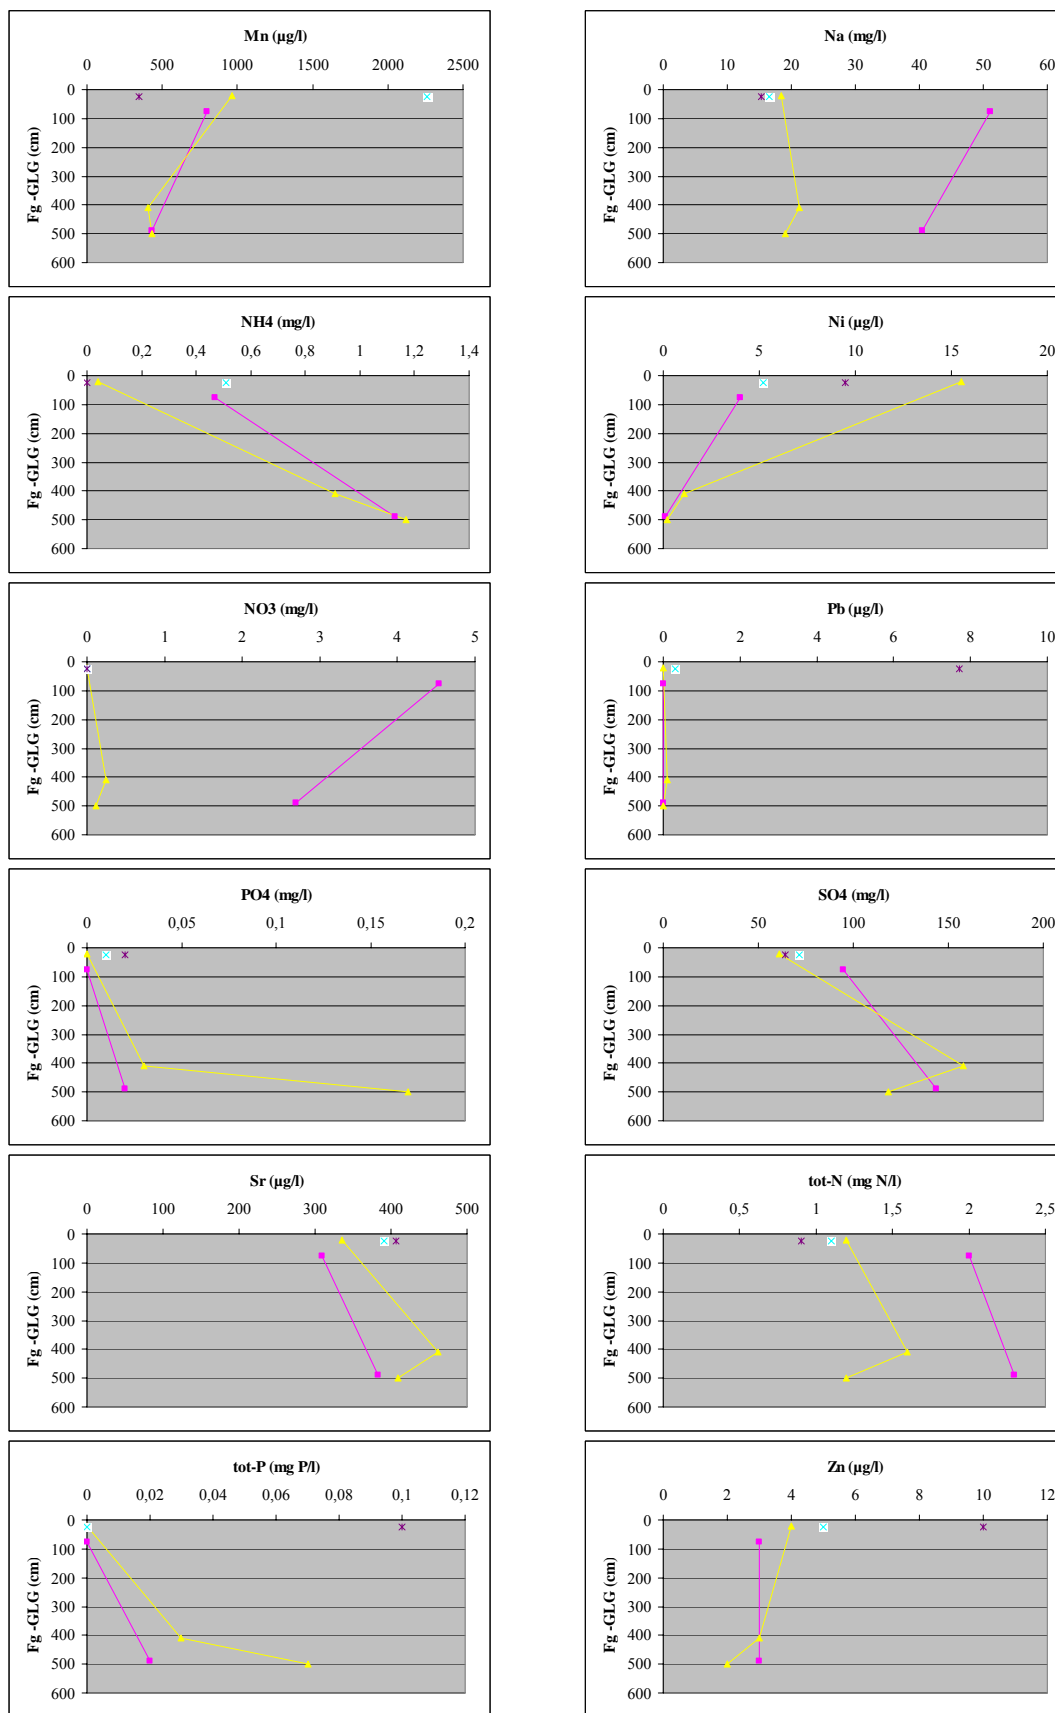 Mn (µg/l)
0 500 1000 1500 2000 2500
0
100
200
300
400
500
600
Fg -GLG (cm)
Na (mg/l)
0 10 20 30 40 50 60
0
100
200
300
400
500
600
Fg -GLG (cm)
NH4 (mg/l)
0 0,2 0,4 0,6 0,8 1 1,2 1,4
0
100
200
300
400
500
600
Fg -GLG (cm)
Ni (µg/l)
0 5 10 15 20
0
100
200
300
400
500
600
Fg -GLG (cm)
NO3 (mg/l)
0 1 2 3 4 5
0
100
200
300
400
500
600
Fg -GLG (cm)
Pb (µg/l)
0 2 4 6 8 10
0
100
200
300
400
500
600
Fg -GLG (cm)
PO4 (mg/l)
0 0,05 0,1 0,15 0,2
0
100
200
300
400
500
600
Fg -GLG (cm)
SO4 (mg/l)
0 50 100 150 200
0
100
200
300
400
500
600
Fg -GLG (cm)
Sr (µg/l)
0 100 200 300 400 500
0
100
200
300
400
500
600
Fg -GLG (cm)
tot-N (mg N/l)
0 0,5 1 1,5 2 2,5
0
100
200
300
400
500
600
Fg -GLG (cm)
tot-P (mg P/l)
0 0,02 0,04 0,06 0,08 0,1 0,12
0
100
200
300
400
500
600
Fg -GLG (cm)
Zn (µg/l)
0 2 4 6 8 10 12
0
100
200
300
400
500
600
Fg -GLG (cm)